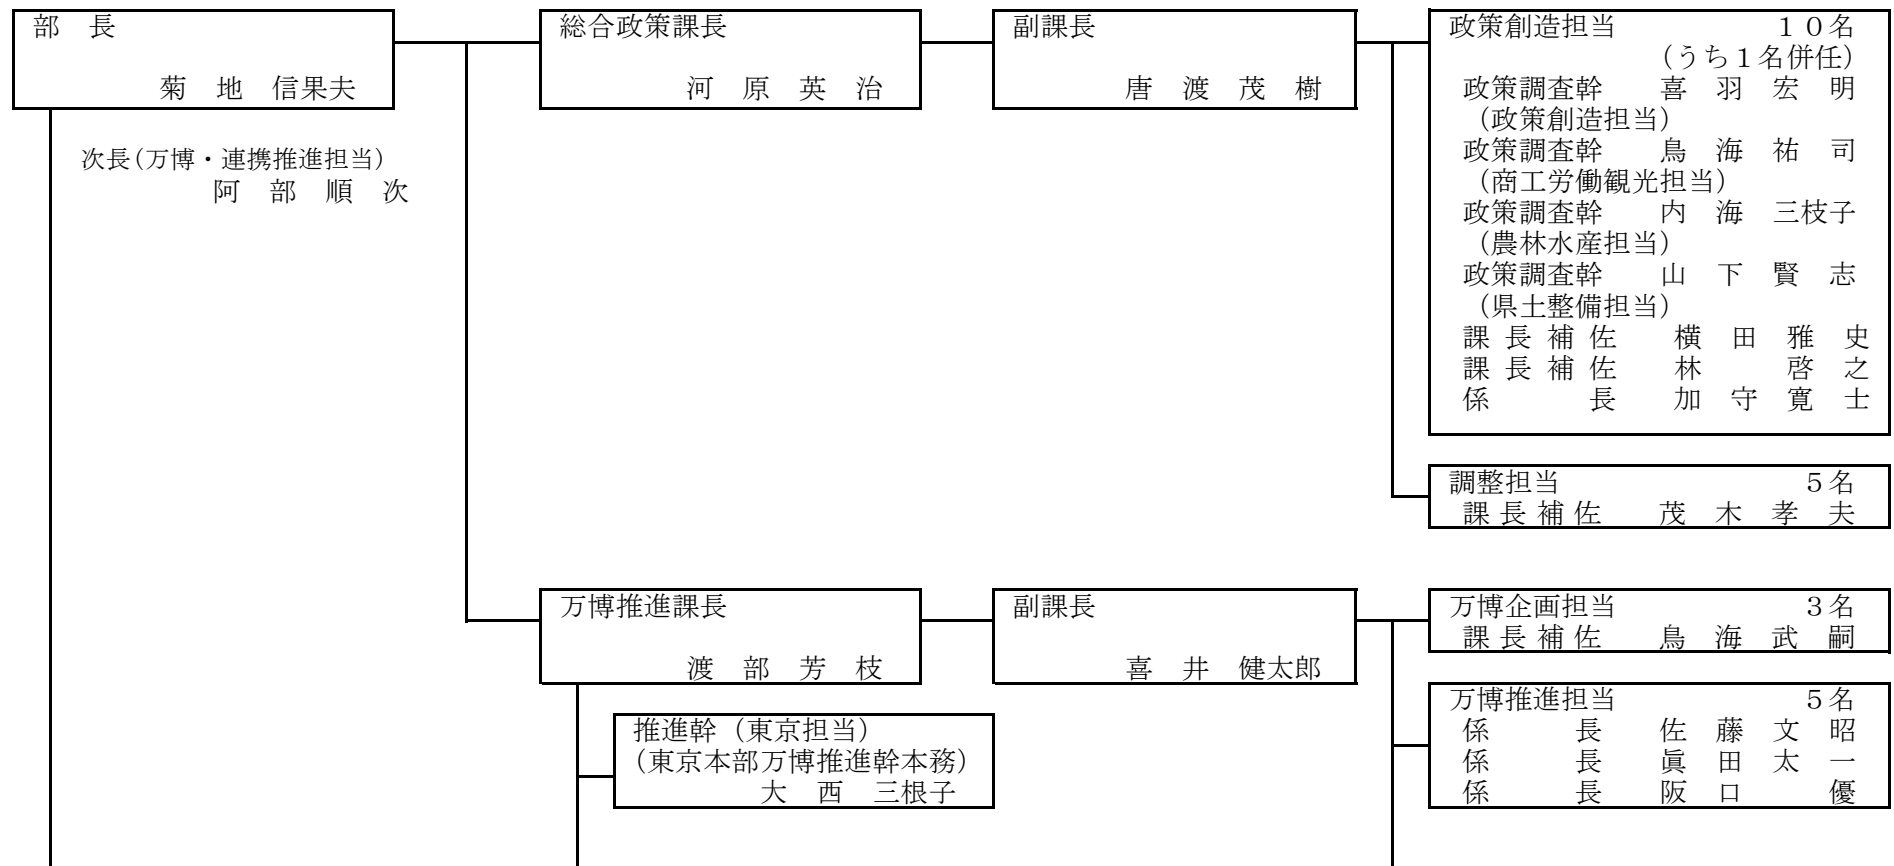 部　長
菊　地　信果夫
次長(万博・連携推進担当)
阿　部　順　次
総合政策課長
河　原　英　治
副課長
唐　渡　茂　樹
政策創造担当　１０名
(うち１名併任)
政策調査幹　喜　羽　宏　明
(政策創造担当)
政策調査幹　鳥　海　祐　司
(商工労働観光担当)
政策調査幹　内　海　三枝子
(農林水産担当)
政策調査幹　山　下　賢　志
(県土整備担当)
課長補佐　横　田　雅　史
課長補佐　林　　　啓　之
係　　長　加　守　寛　士
調整担当　５名
課長補佐　茂　木　孝　夫
万博推進課長
渡　部　芳　枝
推進幹（東京担当）
(東京本部万博推進幹本務)
大　西　三根子
副課長
喜　井　健太郎
万博企画担当　３名
課長補佐　鳥　海　武　嗣
万博推進担当　５名
係　　長　佐　藤　文　昭
係　　長　眞　田　太　一
係　　長　阪　口　　　優